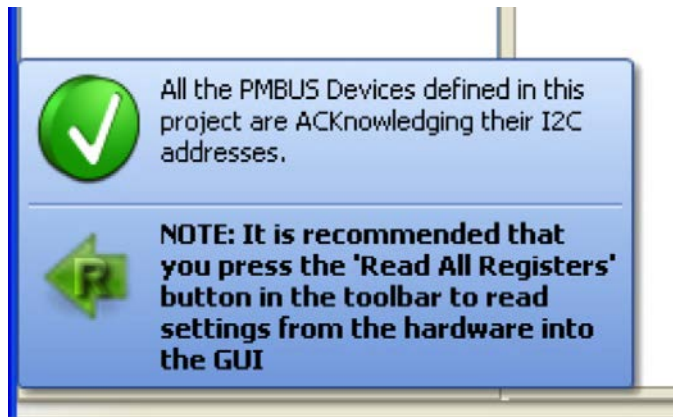 All the PMBUS Devices defined in this
project are ACKnowledging their I2C
addresses.
R
NOTE: It is recommended that
you press the 'Read All Registers'
button in the toolbar to read
settings from the hardware into
the GUI